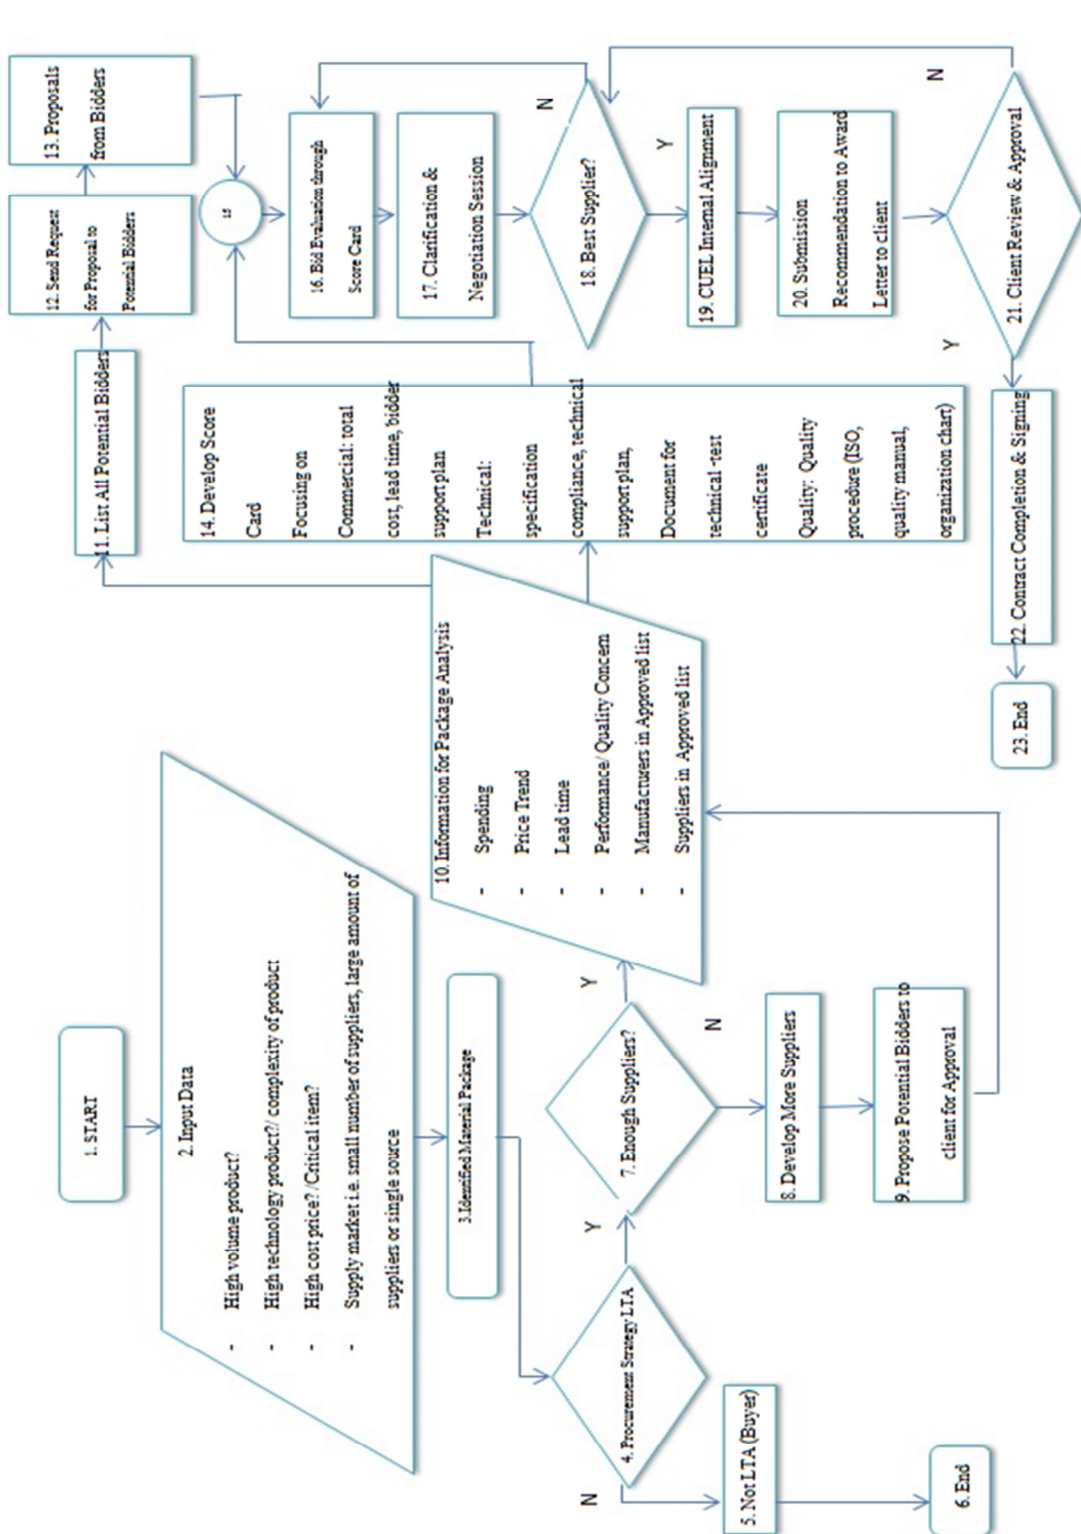 1. START
2. Input Data
- High volume product?
- High technology product?/ complexity of product
- High cost price? /Critical item?
- Supply market i.e. small number of suppliers, large amount of
suppliers or single source
3.Identified Material Package
4. Procurement Strategy LTA
N
Y
5. Not LTA (Buyer)
6. End
7. Enough Suppliers?
Y
N
8. Develop More Suppliers
9. Propose Potential Bidders to
client for Approval
10. Information for Package Analysis
- Spending
- Price Trend
- Lead time
- Performance/ Quality Concern
- Manufacturers in Approved list
- Suppliers in Approved list
11. List All Potential Bidders
12. Send Request
for Proposal to
Potential Bidders
13. Proposals
from Bidders
14. Develop Score
Card
Focusing on
Commercial: total
cost, lead time, bidder
support plan
Technical:
specification
compliance, technical
support plan,
Document for
technical -test
certificate
Quality: Quality
procedure (ISO,
quality manual,
organization chart)
15
16. Bid Evaluation through
Score Card
17. Clarification &
Negotiation Session
18. Best Supplier?
N
Y
19. CUEL Internal Alignment
20. Submission
Recommendation to Award
Letter to client
21. Client Review & Approval
N
Y
22. Contract Completion & Signing
23. End